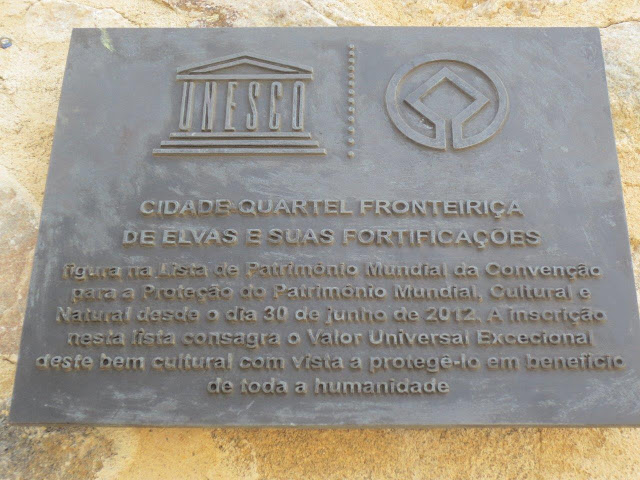 UNESCO
CIDADE-QUARTEL FRONTEIRIÇA
DE ELVAS E SUAS FORTIFICAÇÕES
figura na Lista de Património Mundial da Convenção
para a Proteção do Património Mundial, Cultural e
Natural desde o dia 30 de junho de 2012. A inscrição
nesta lista consagra o Valor Universal Excecional
deste bem cultural com vista a protegê-lo em benefício
de toda a humanidade